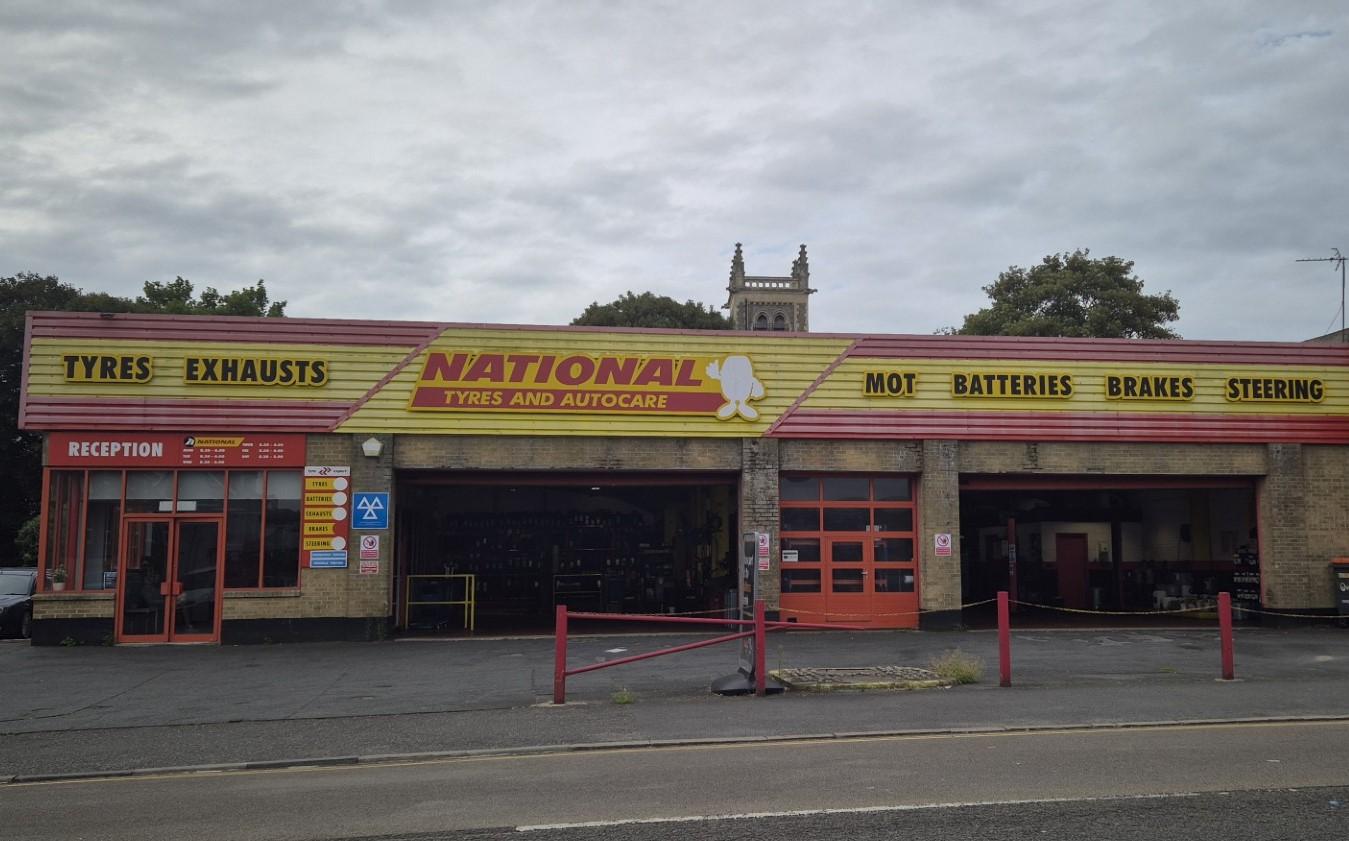 TYRES EXHAUSTS
NATIONAL
TYRES AND AUTOCARE
MOT BATTERIES BRAKES STEERING
RECEPTION
NATIONAL
TYRES
BATTERIES
EXHAUSTS
BRAKES
STEERING